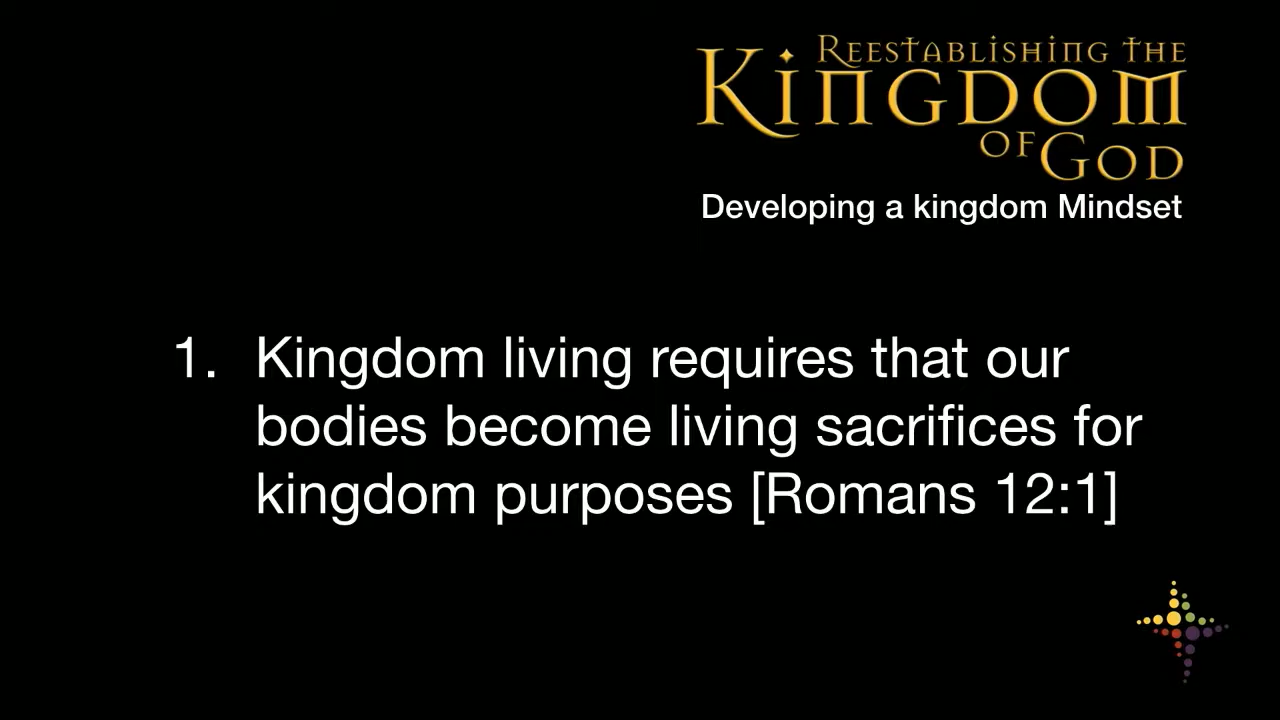 Reestablishing the
Kingdom
of God
Developing a kingdom Mindset
1. Kingdom living requires that our
bodies become living sacrifices for
kingdom purposes [Romans 12:1]